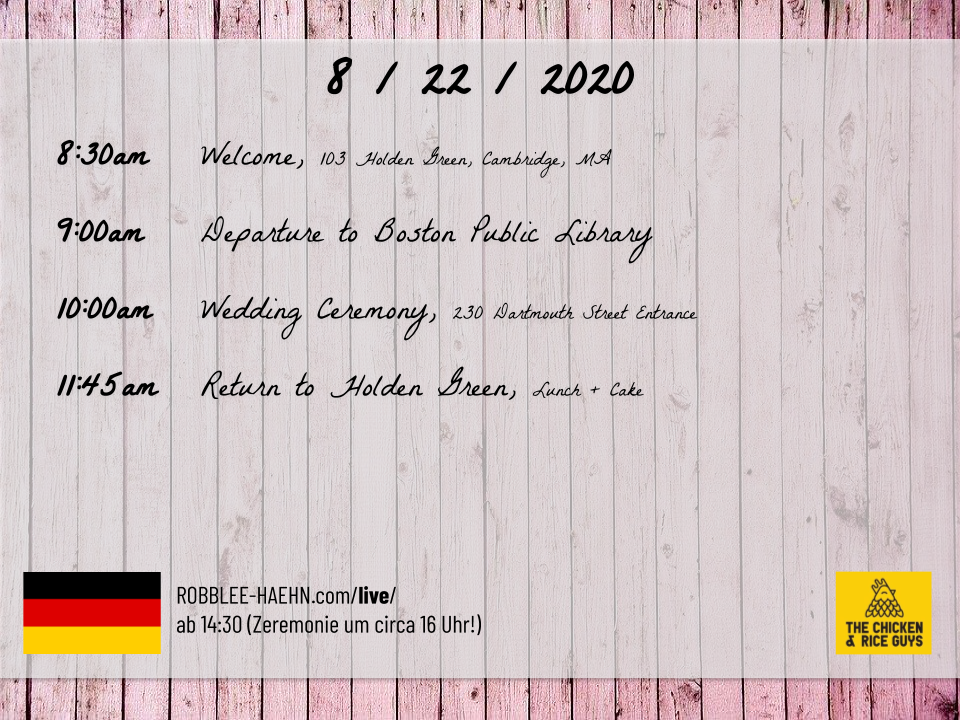 8 / 22 / 2020
8:30am Welcome, 103 Holden Green, Cambridge, MA
9:00am Departure to Boston Public Library
10:00am Wedding Ceremony, 230 Dartmouth Street Entrance
11:45am Return to Holden Green, Lunch + Cake
ROBBLEE-HAEHN.com/live/
ab 14:30 (Zeremonie um circa 16 Uhr!)
THE CHICKEN
& RICE GUYS